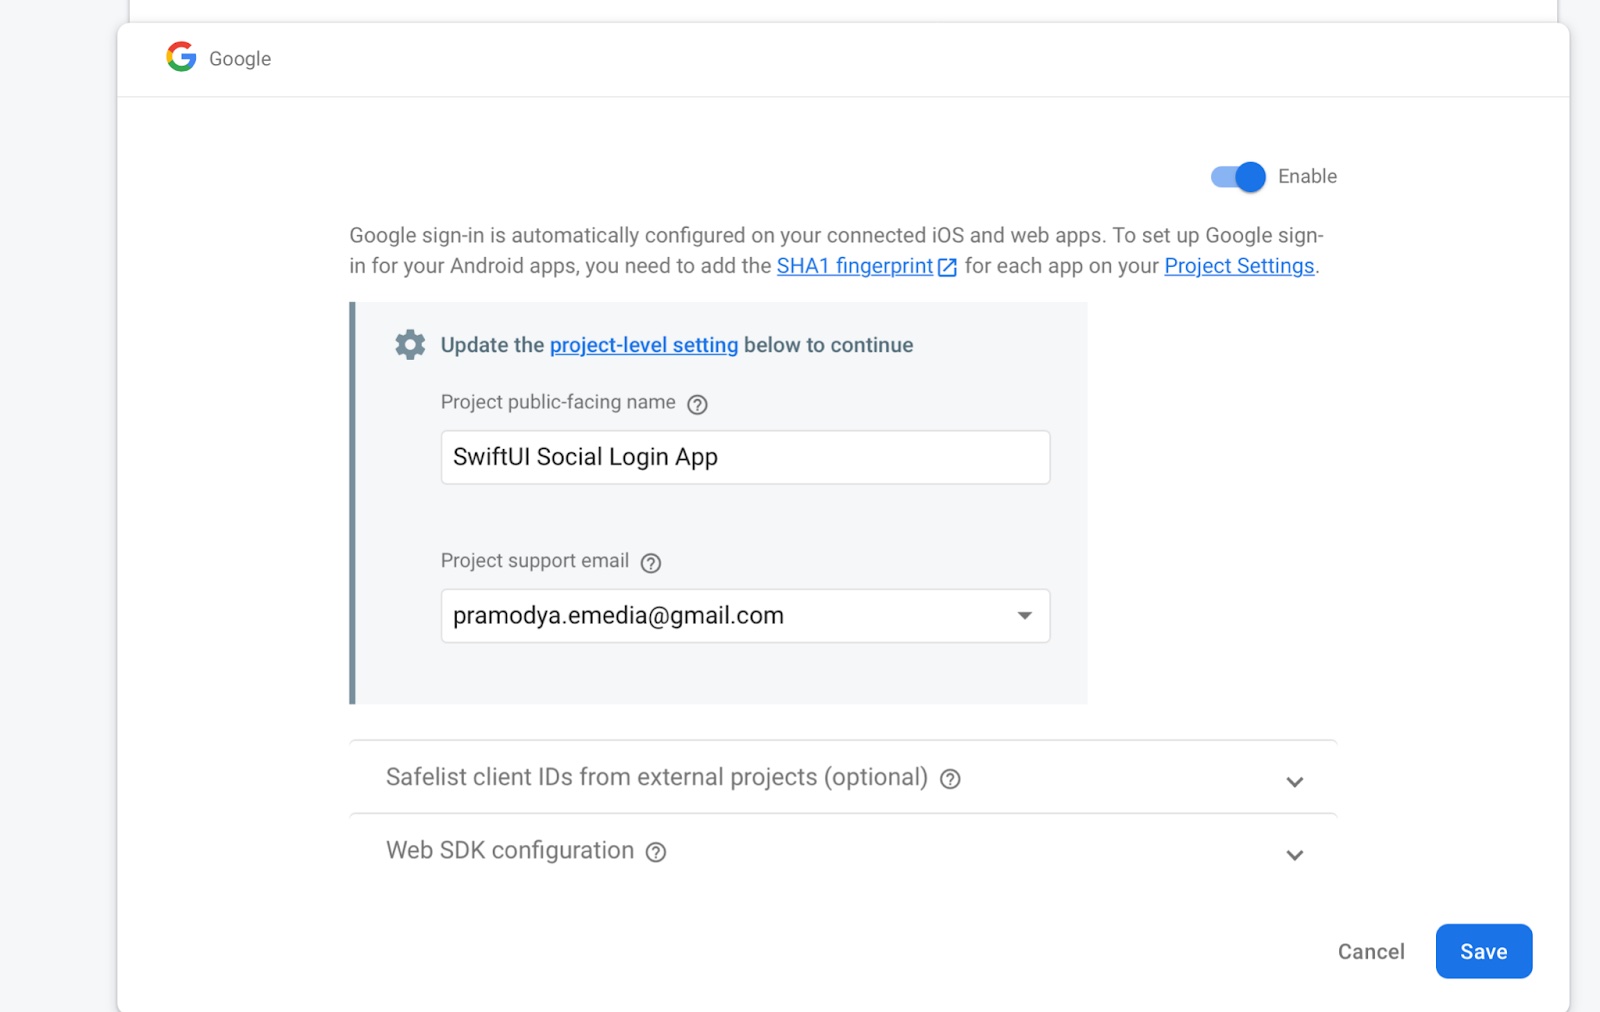 Google
Enable
Google sign-in is automatically configured on your connected iOS and web apps. To set up Google sign-
in for your Android apps, you need to add the SHA1 fingerprint for each app on your Project Settings.
Update the project-level setting below to continue
Project public-facing name
SwiftUI Social Login App
Project support email
pramodya.emedia@gmail.com
Safelist client IDs from external projects (optional)
Web SDK configuration
Cancel Save